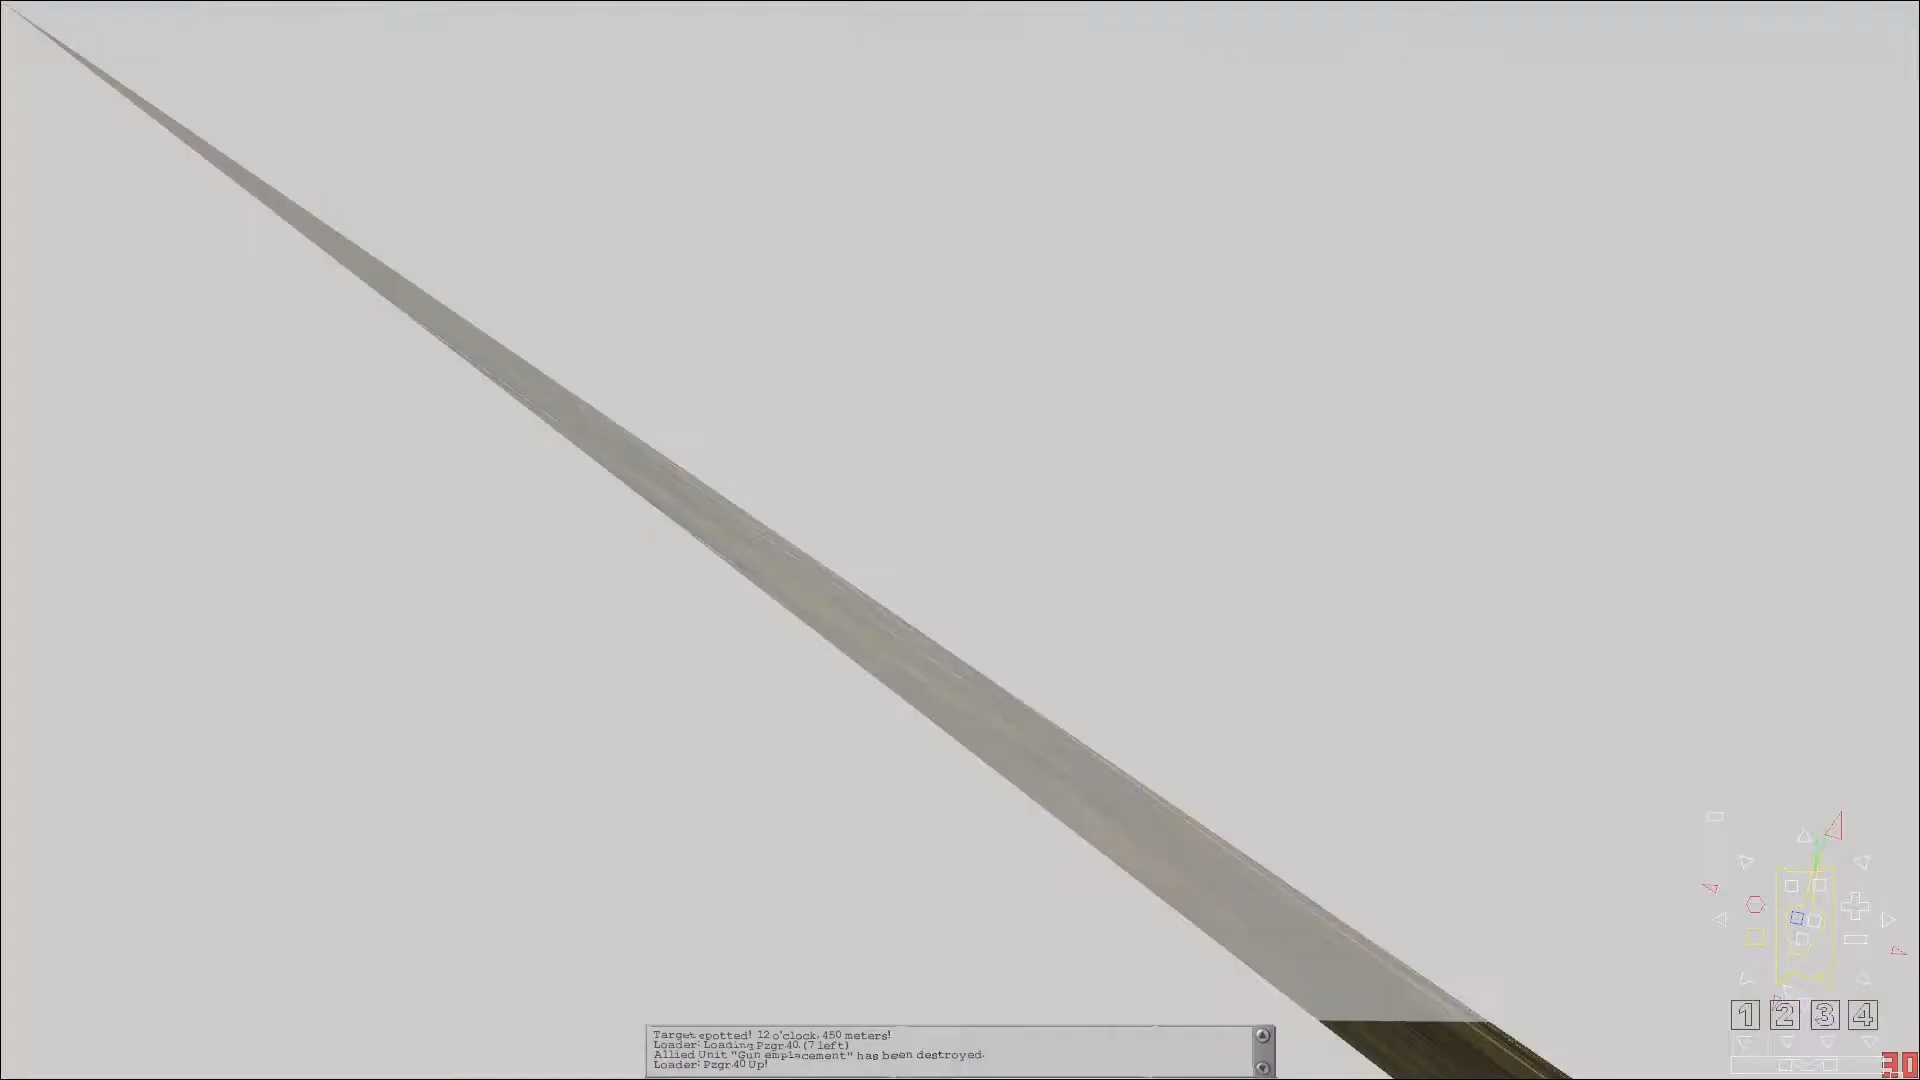 Target spotted! 12 o'clock, 450 meters!
Loader: Loading Pzgr.40. (7 left)
Allied Unit "Gun emplacement" has been destroyed.
Loader: Pzgr.40 Up!
1 2 3 4